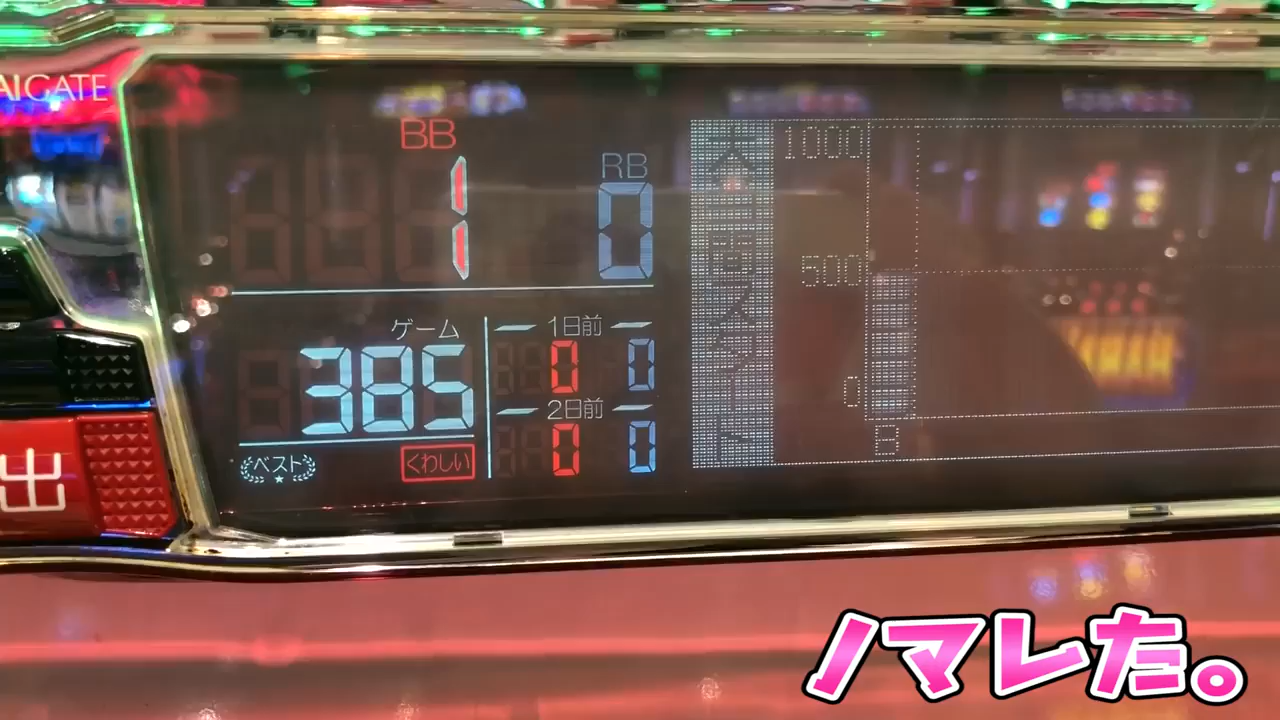 AIGATE
BB
1
RB
0
ゲーム
385
1日前
0 0
2日前
0 0
ベスト
くわしい
1000
500
0
B
出
ノマレた。